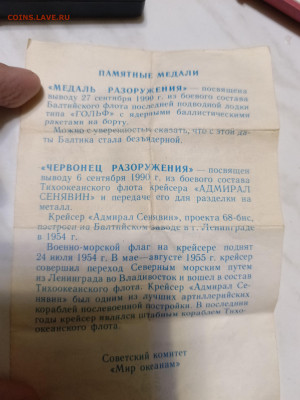 COINS.LAVE.RU
ПАМЯТНЫЕ МЕДАЛИ
«МЕДАЛЬ РАЗОРУЖЕНИЯ» — посвящена
выводу 27 сентября 1990 г. из боевого состава
Балтийского флота последней подводной лодки
типа «ГОЛЬФ» с ядерными баллистическими
ракетами на борту.
Можно с уверенностью сказать, что с этой да-
ты Балтика стала безъядерной.
«ЧЕРВОНЕЦ РАЗОРУЖЕНИЯ» — посвящен
выводу 6 сентября 1990 г. из боевого состава
Тихоокеанского флота крейсера «АДМИРАЛ
СЕНЯВИН» и передаче его для разделки на
металл.
Крейсер «Адмирал Сенявин», проекта 68-бис,
построен на Балтийском заводе в г. Ленинграде
в 1954 г.
Военно-морской флаг на крейсере поднят
24 июля 1954 г. В мае—августе 1955 г. крейсер
совершил переход Северным морским путем
из Ленинграда во Владивосток и вошел в состав
Тихоокеанского флота. Крейсер «Адмирал Се-
нявин» был одним из лучших артиллерийских
кораблей послевоенной постройки. В последние
годы крейсер являлся штабным кораблем Тихо-
океанского флота.
Советский комитет
«Мир океанам»